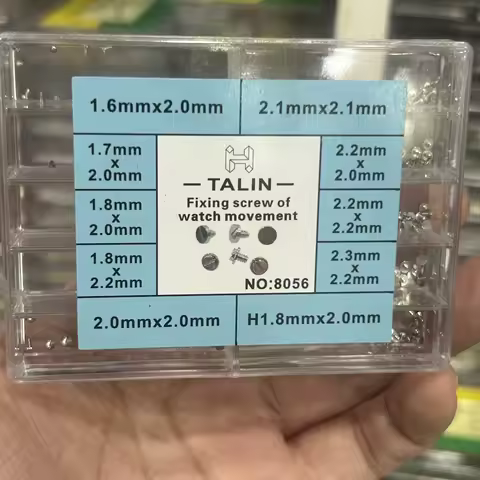 1.6mmx2.0mm
2.1mmx2.1mm
1.7mm
x
2.0mm
2.2mm
x
2.0mm
TALIN
Fixing screw of
watch movement
1.8mm
x
2.0mm
2.2mm
x
2.2mm
1.8mm
x
2.2mm
2.3mm
x
2.2mm
NO:8056
2.0mmx2.0mm
H1.8mmx2.0mm